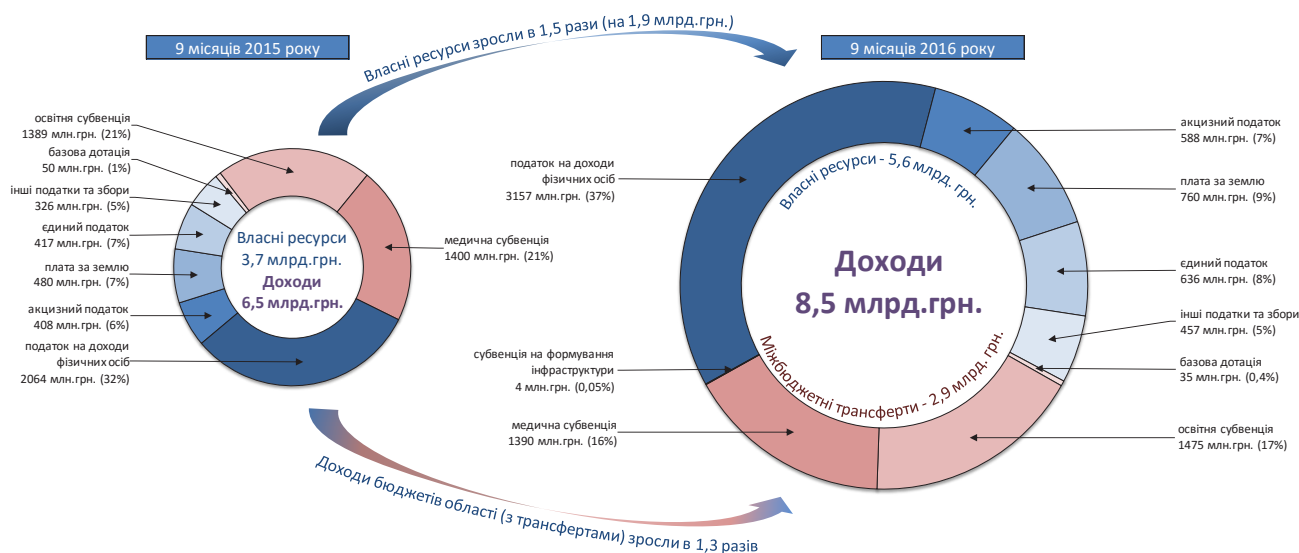 Власні ресурси зросли в 1,5 рази (на 1,9 млрд.грн.)
9 місяців 2015 року
9 місяців 2016 року
освітня субвенція
1389 млн.грн. (21%)
базова дотація
50 млн.грн. (1%)
інші податки та збори
326 млн.грн. (5%)
єдиний податок
417 млн.грн. (7%)
плата за землю
480 млн.грн. (7%)
акцизний податок
408 млн.грн. (6%)
податок на доходи
фізичних осіб
2064 млн.грн. (32%)
Власні ресурси
3,7 млрд.грн.
Доходи
6,5 млрд.грн.
медична субвенція
1400 млн.грн. (21%)
податок на доходи
фізичних осіб
3157 млн.грн. (37%)
субвенція на формування
інфраструктури
4 млн.грн. (0,05%)
медична субвенція
1390 млн.грн. (16%)
Власні ресурси - 5,6 млрд. грн.
Доходи
8,5 млрд.грн.
Міжбюджетні трансферти - 2,9 млрд. грн.
акцизний податок
588 млн.грн. (7%)
плата за землю
760 млн.грн. (9%)
єдиний податок
636 млн.грн. (8%)
інші податки та збори
457 млн.грн. (5%)
базова дотація
35 млн.грн. (0,4%)
освітня субвенція
1475 млн.грн. (17%)
Доходи бюджетів області (з трансфертами) зросли в 1,3 разів